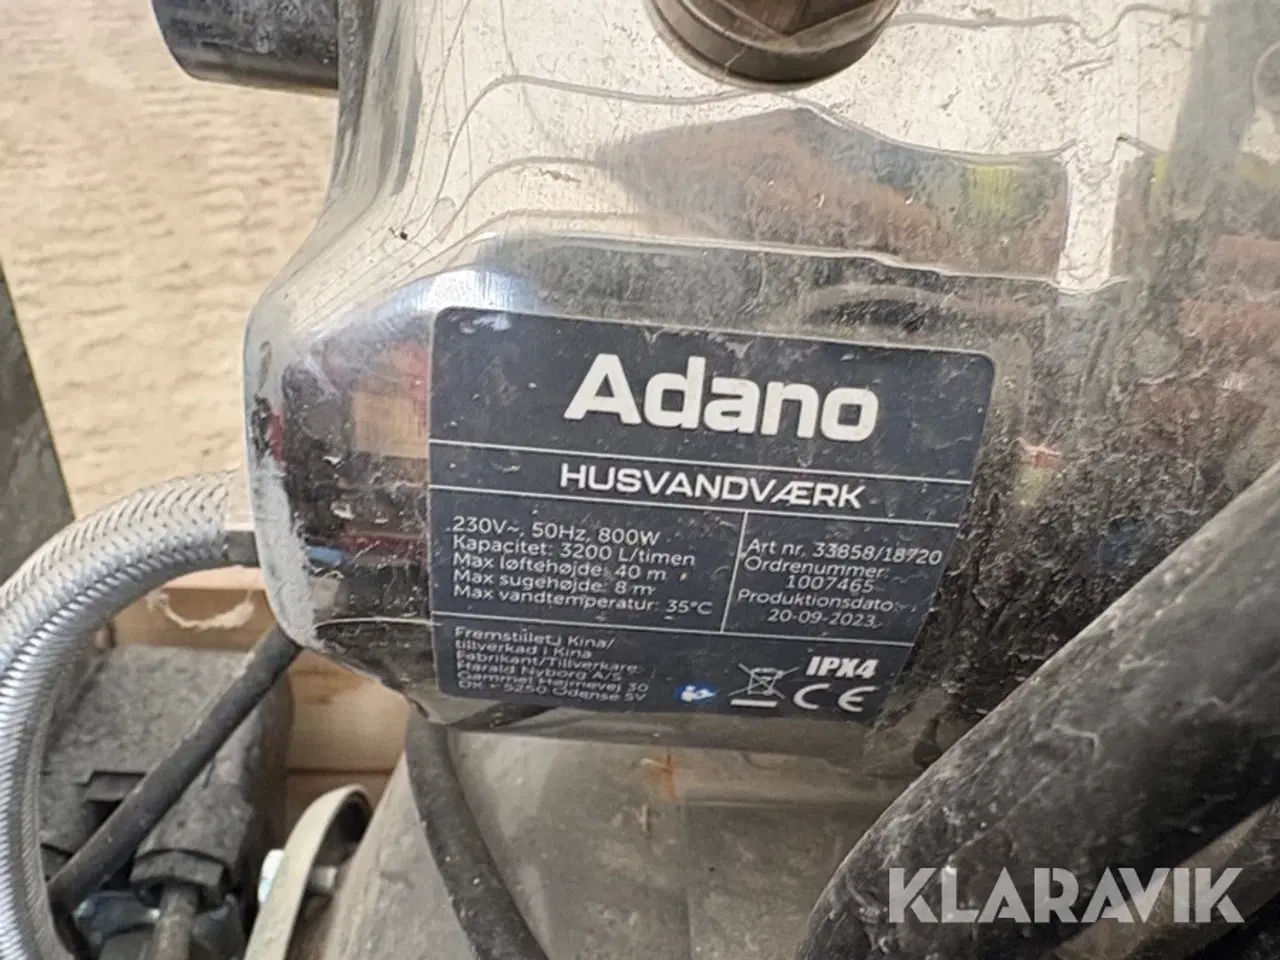 Adano
HUSVANDVÆRK
230V~, 50Hz, 800W
Kapacitet: 3200 L/timen
Max løftehøjde: 40 m
Max sugehøjde: 8 m
Max vandtemperatur: 35°C
Art nr. 33858/18720
Ordrenummer:
1007465
Produktionsdato:
20-09-2023
Fremstillet i Kina/
tillverkad i Kina
Fabrikant/Tillverkare:
Harald Nyborg A/S
Gammel Højmevej 30
DK - 5250 Odense SV
IPX4
CE
KLARAVIK